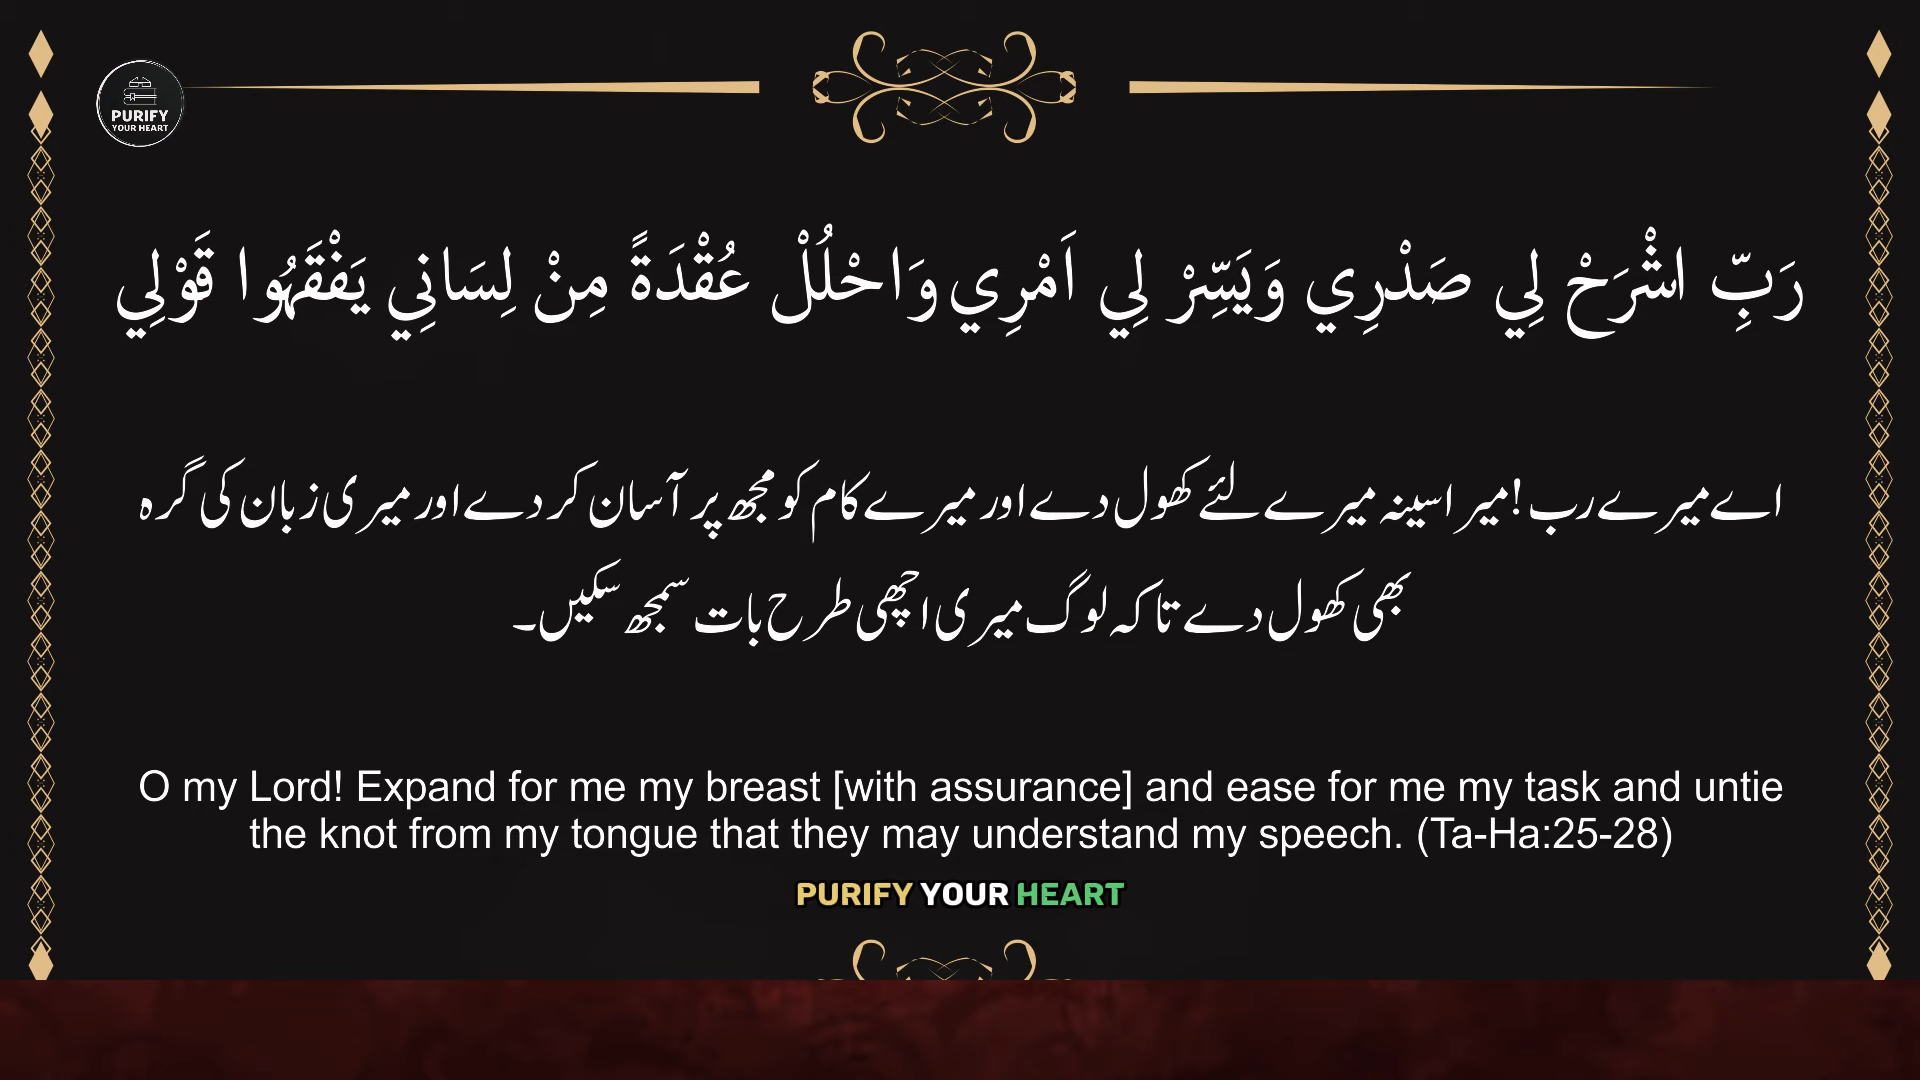 PURIFY
YOUR HEART
رَبِّ اشْرَحْ لِي صَدْرِي وَيَسِّرْ لِي اَمْرِي وَاحْلُلْ عُقْدَةً مِنْ لِسَانِي يَفْقَهُوا قَوْلِي
اے میرے رب! میرا سینہ میرے لئے کھول دے اور میرے کام کو مجھ پر آسان کر دے اور میری زبان کی گرہ
بھی کھول دے تاکہ لوگ میری اچھی طرح بات سمجھ سکیں۔
O my Lord! Expand for me my breast [with assurance] and ease for me my task and untie
the knot from my tongue that they may understand my speech. (Ta-Ha:25-28)
PURIFY YOUR HEART